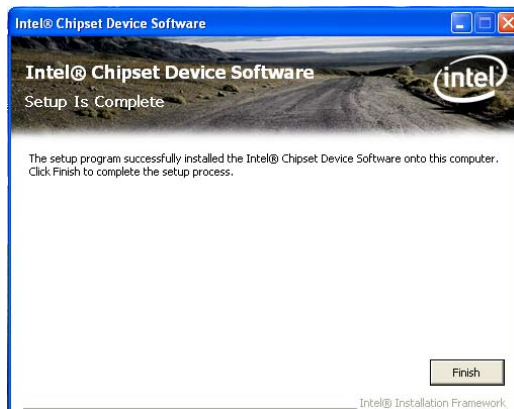 Intel® Chipset Device Software
Intel® Chipset Device Software
intel
Setup Is Complete
The setup program successfully installed the Intel® Chipset Device Software onto this computer.
Click Finish to complete the setup process.
Finish
Intel® Installation Framework